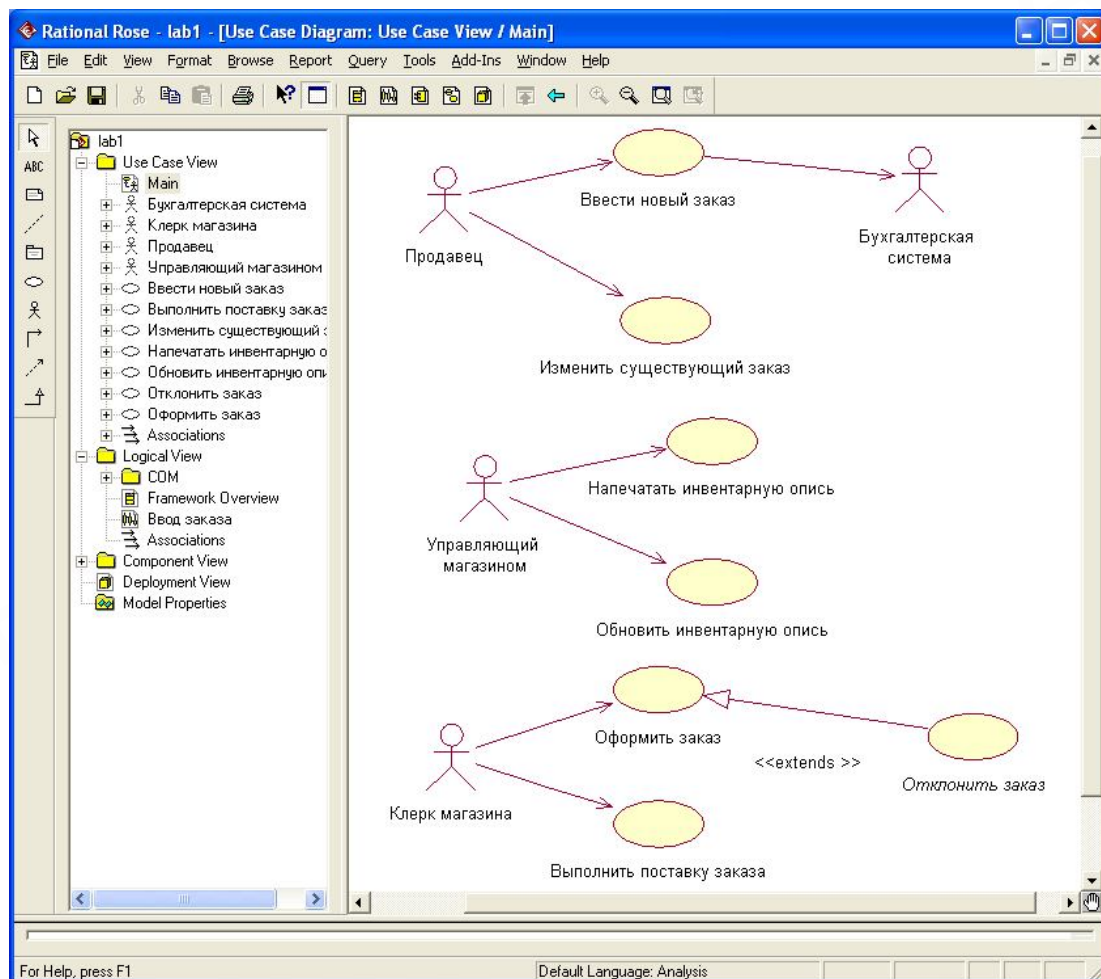 Rational Rose - lab1 - [Use Case Diagram: Use Case View / Main]
File Edit View Format Browse Report Query Tools Add-Ins Window Help
ABC
lab1
Use Case View
Main
Бухгалтерская система
Клерк магазина
Продавец
Управляющий магазином
Ввести новый заказ
Выполнить поставку заказ
Изменить существующий
Напечатать инвентарную о
Обновить инвентарную опи
Отклонить заказ
Оформить заказ
Associations
Logical View
COM
Framework Overview
Ввод заказа
Associations
Component View
Deployment View
Model Properties
Ввести новый заказ
Продавец
Бухгалтерская
система
Изменить существующий заказ
Напечатать инвентарную опись
Управляющий
магазином
Обновить инвентарную опись
Оформить заказ
<<extends >>
Отклонить заказ
Клерк магазина
Выполнить поставку заказа
For Help, press F1
Default Language: Analysis